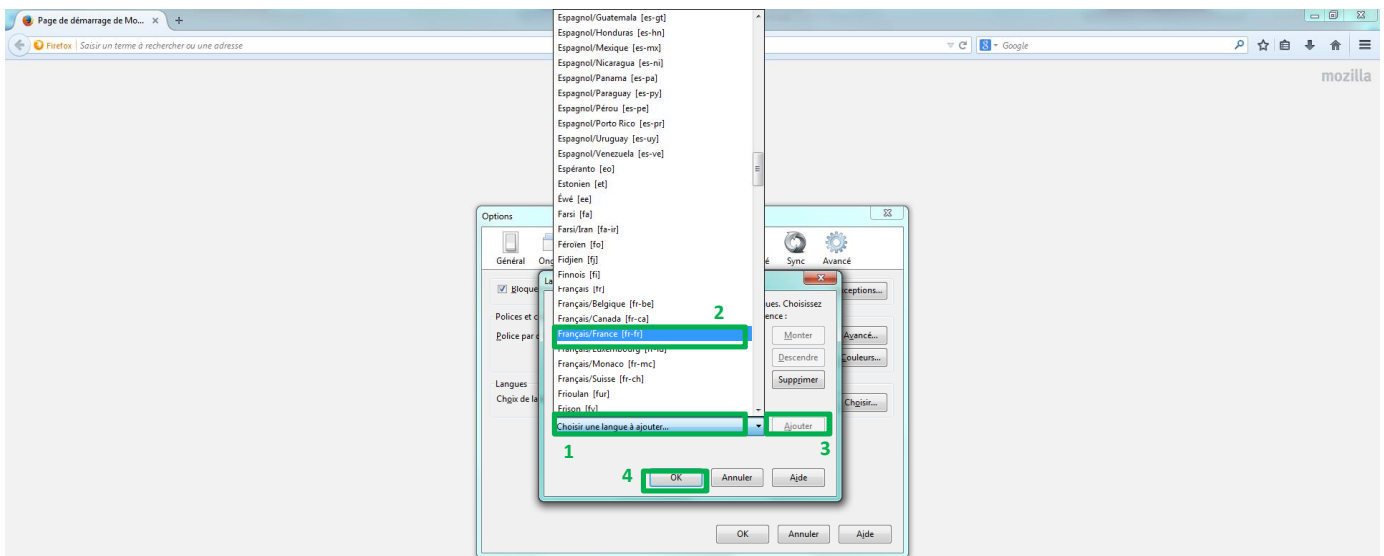 Page de démarrage de Mo...
Firefox Saisir un terme à rechercher ou une adresse
Google
mozilla
Espagnol/Guatemala [es-gt]
Espagnol/Honduras [es-hn]
Espagnol/Mexique [es-mx]
Espagnol/Nicaragua [es-ni]
Espagnol/Panama [es-pa]
Espagnol/Paraguay [es-py]
Espagnol/Pérou [es-pe]
Espagnol/Porto Rico [es-pr]
Espagnol/Uruguay [es-uy]
Espagnol/Venezuela [es-ve]
Espéranto [eo]
Estonien [et]
Éwé [ee]
Farsi [fa]
Farsi/Iran [fa-ir]
Féroïen [fo]
Fidjien [fj]
Finnois [fi]
Français [fr]
Français/Belgique [fr-be]
Français/Canada [fr-ca]
2
Français/France [fr-fr]
Français/Luxembourg [fr-lu]
Français/Monaco [fr-mc]
Français/Suisse [fr-ch]
Frioulan [fur]
Frison [fy]
Choisir une langue à ajouter...
Ajouter
1
3
4
OK Annuler Aide
Options
Général Ong
é Sync Avancé
La
Bloque
ceptions...
ues. Choisissez
ence :
Polices et c
Police par d
Monter
Avancé...
Descendre
Couleurs...
Supprimer
Langues
Choix de la
Choisir...
OK Annuler Aide